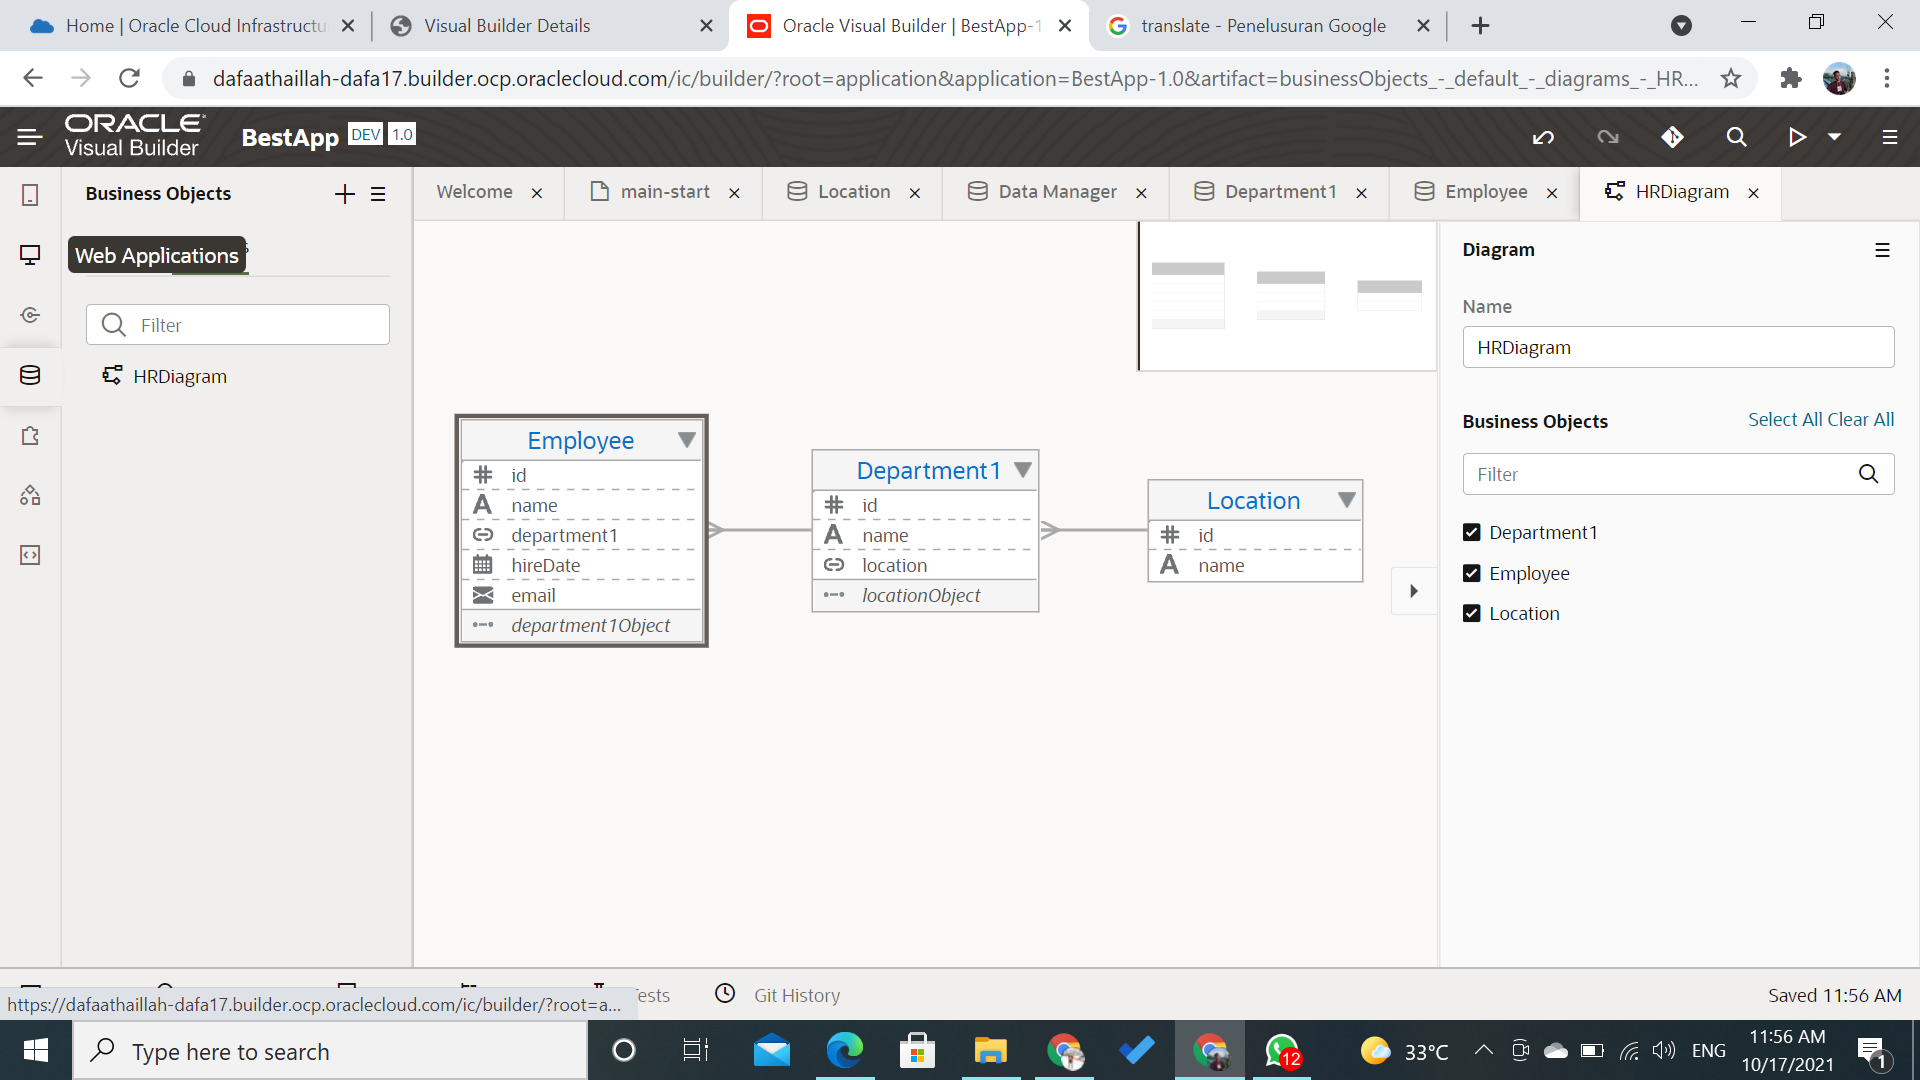 Home | Oracle Cloud Infrastructu
Visual Builder Details
Oracle Visual Builder | BestApp-1
translate - Penelusuran Google
dafaathaillah-dafa17.builder.ocp.oraclecloud.com/ic/builder/?root=application&application=BestApp-1.0&artifact=businessObjects_-_default_-_diagrams_-_HR...
ORACLE
Visual Builder
BestApp DEV 1.0
Business Objects
Welcome
main-start
Location
Data Manager
Department1
Employee
HRDiagram
Web Applications
Filter
HRDiagram
Employee
id
name
department1
hireDate
email
department1Object
Department1
id
name
location
locationObject
Location
id
name
Diagram
Name
HRDiagram
Business Objects
Select All Clear All
Filter
Department1
Employee
Location
https://dafaathaillah-dafa17.builder.ocp.oraclecloud.com/ic/builder/?root=a...
Git History
Saved 11:56 AM
Type here to search
12
33°C
ENG
11:56 AM
10/17/2021
1